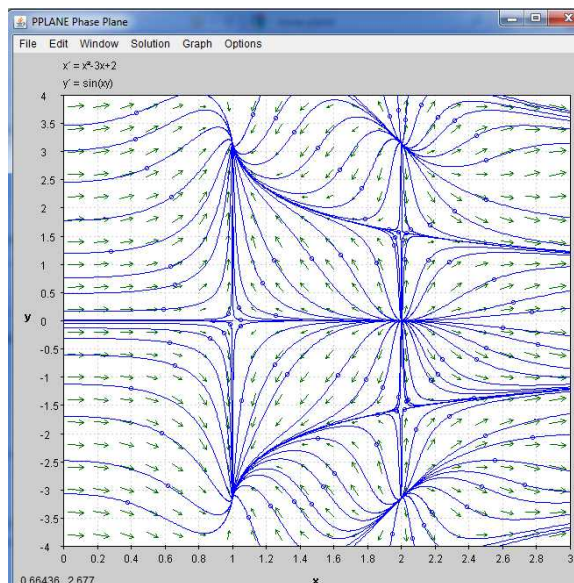 PPLANE Phase Plane
File Edit Window Solution Graph Options
x' = x²-3x+2
y' = sin(xy)
4
3.5
3
2.5
2
1.5
1
0.5
y 0
-0.5
-1
-1.5
-2
-2.5
-3
-3.5
-4
0 0.2 0.4 0.6 0.8 1 1.2 1.4 1.6 1.8 2 2.2 2.4 2.6 2.8 3
x
0.66436, 2.677